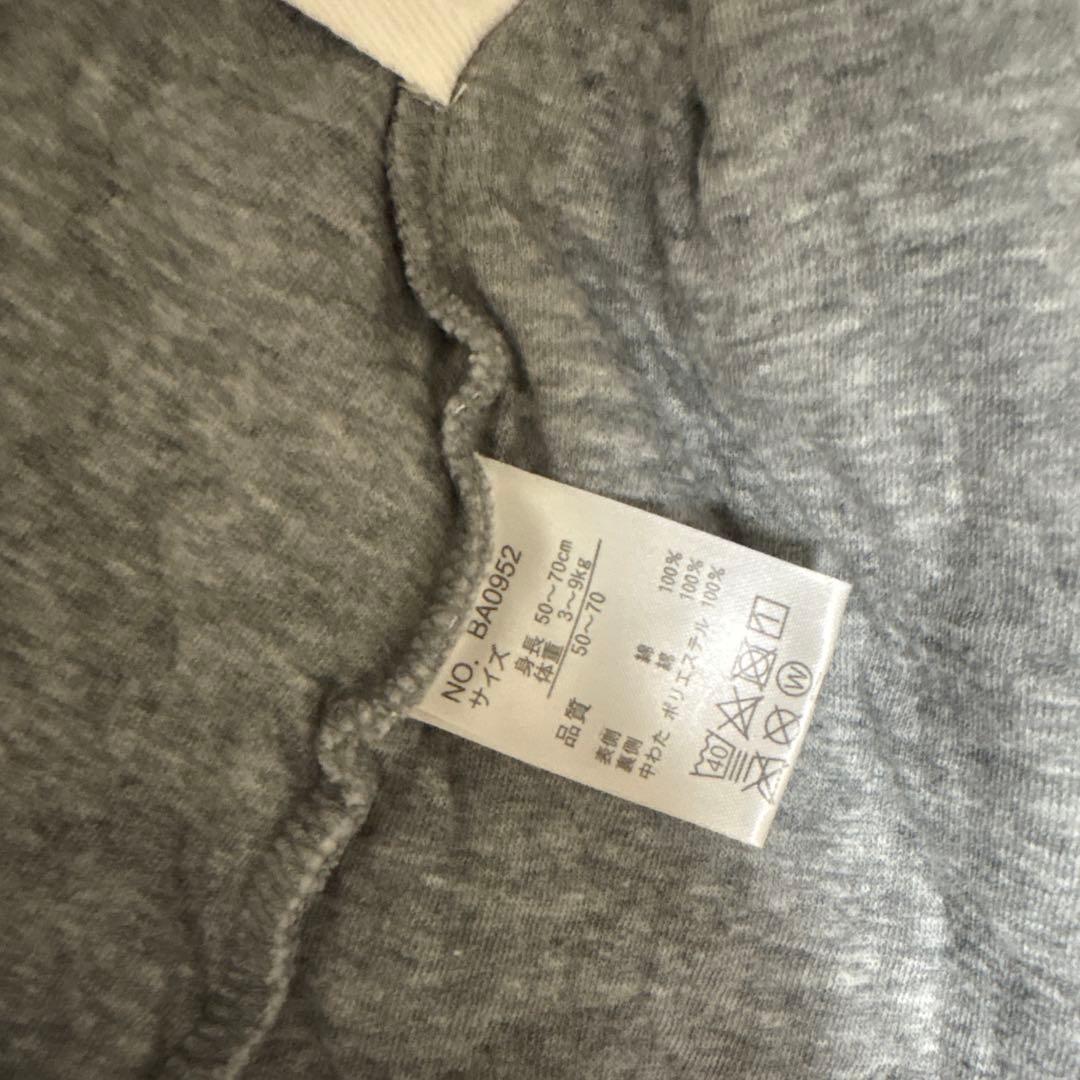 NO. BA0952
サイズ
身長 50～70cm
体重 3～9kg
50～70
品質
表側 綿 100%
裏側 綿 100%
中わた ポリエステル 100%
40
W